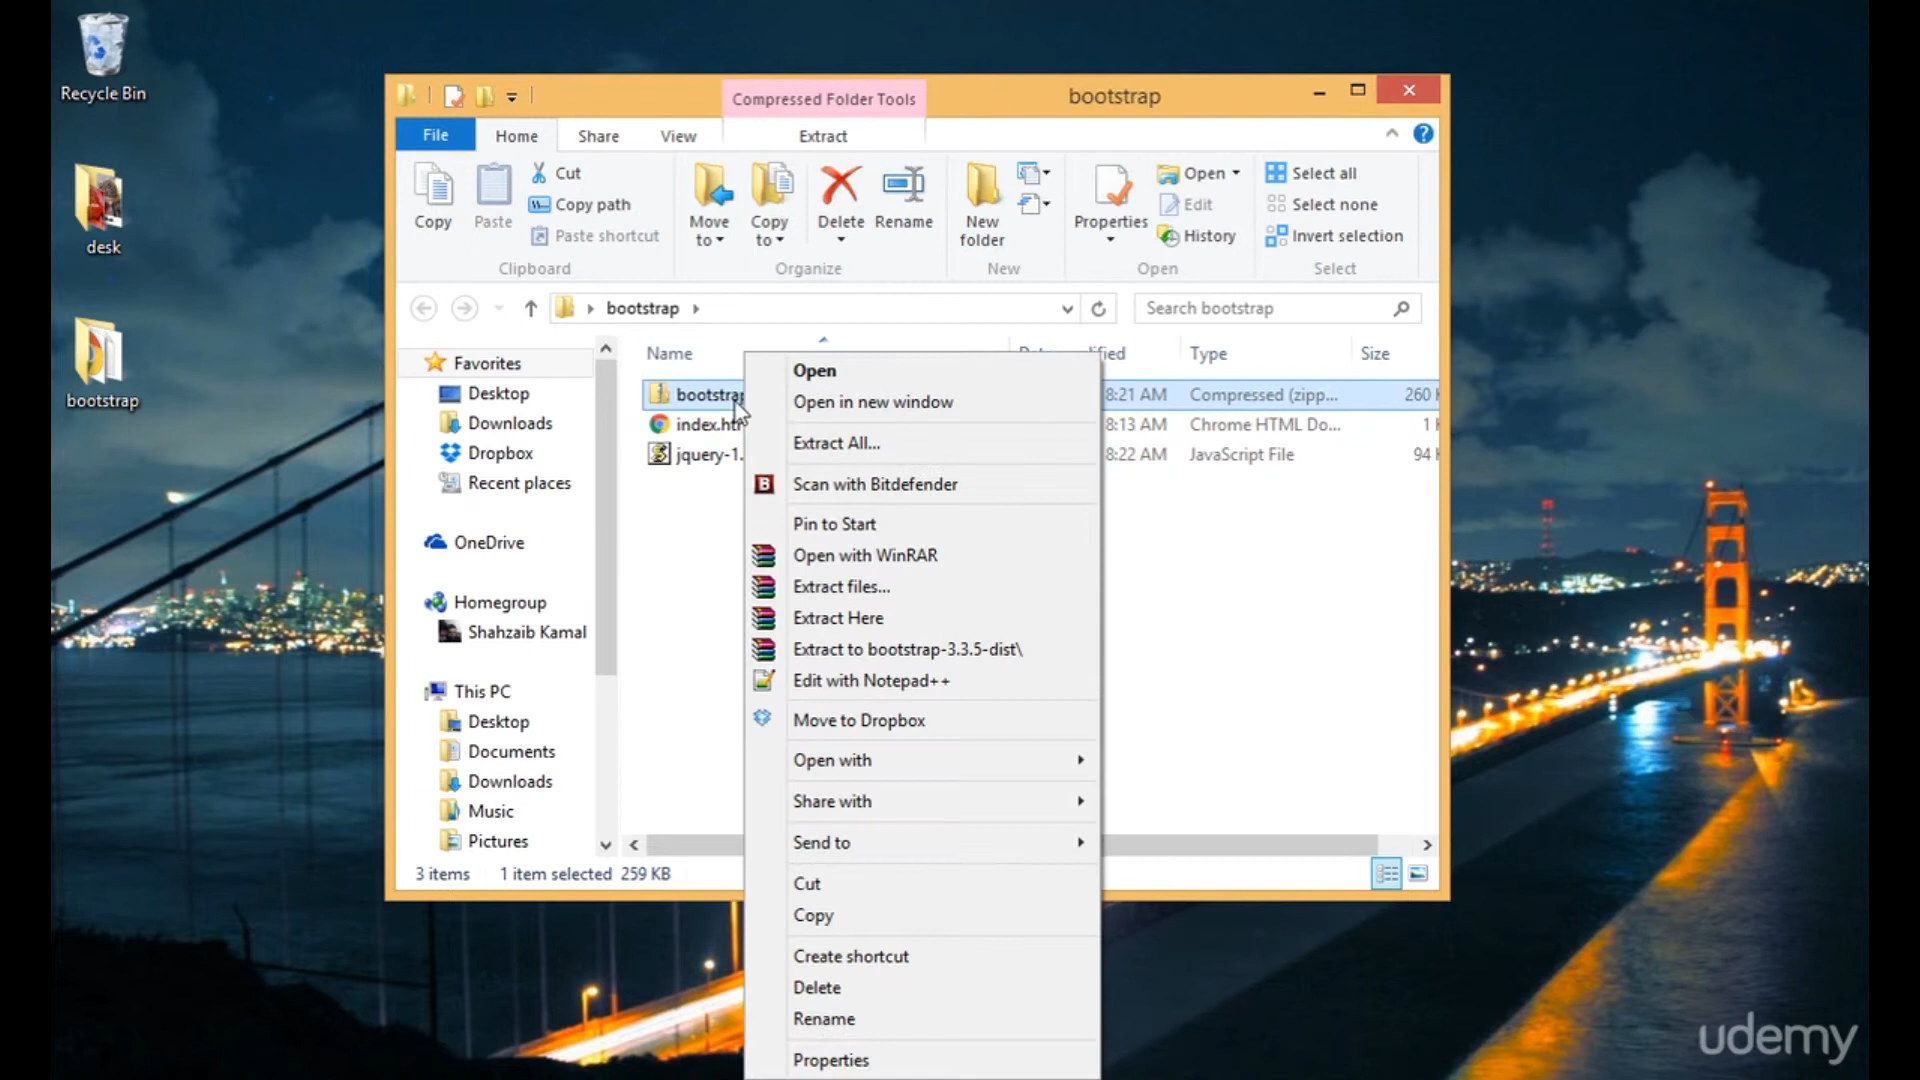 Recycle Bin
desk
bootstrap
Compressed Folder Tools
bootstrap
File
Home
Share
View
Extract
Copy
Paste
Cut
Copy path
Paste shortcut
Clipboard
Move to
Copy to
Delete
Rename
Organize
New folder
New
Properties
Open
Edit
History
Open
Select all
Select none
Invert selection
Select
bootstrap
Search bootstrap
Name
Type
Size
Favorites
Desktop
Downloads
Dropbox
Recent places
OneDrive
Homegroup
Shahzaib Kamal
This PC
Desktop
Documents
Downloads
Music
Pictures
bootstrap
8:21 AM
Compressed (zipp...
260
8:13 AM
Chrome HTML Do...
1
jquery-1.
8:22 AM
JavaScript File
94
Open
Open in new window
Extract All...
Scan with Bitdefender
Pin to Start
Open with WinRAR
Extract files...
Extract Here
Extract to bootstrap-3.3.5-dist\
Edit with Notepad++
Move to Dropbox
Open with
Share with
Send to
Cut
Copy
Create shortcut
Delete
Rename
Properties
3 items
1 item selected 259 KB
udemy